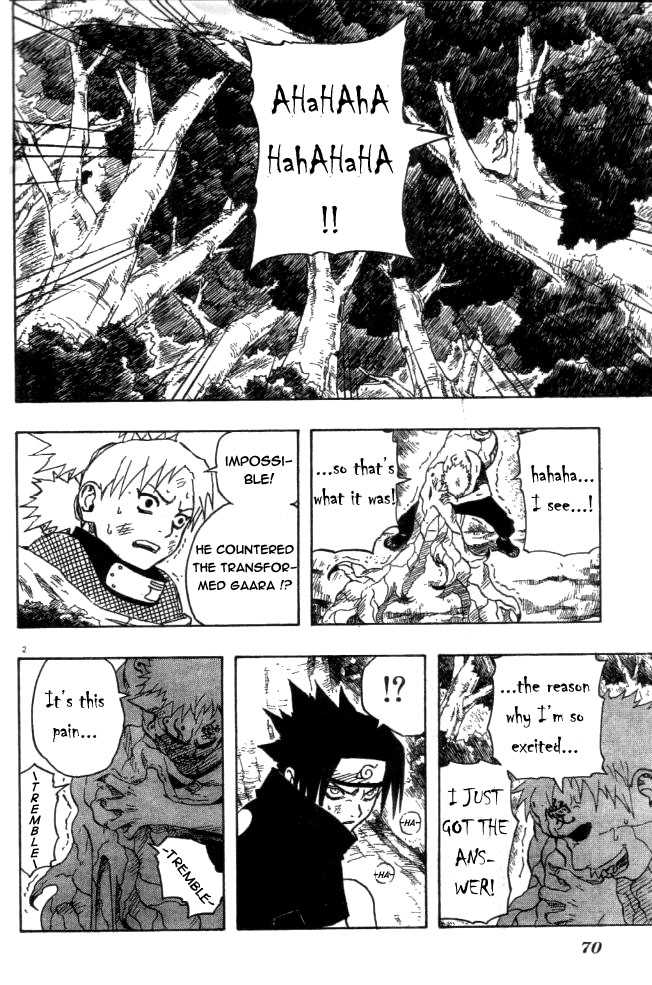 AHaHAhA
HahAHaHA
!!
hahaha...
I see...!
...so that's
what it was!
IMPOSSI-
BLE!
HE COUNTERED
THE TRANSFOR-
MED GAARA !?
2
...the reason
why I'm so
excited...
I JUST
GOT THE
ANS-
WER!
!?
-HA-
-HA-
It's this
pain...
-TREMBLE-
-TREMBLE-
70